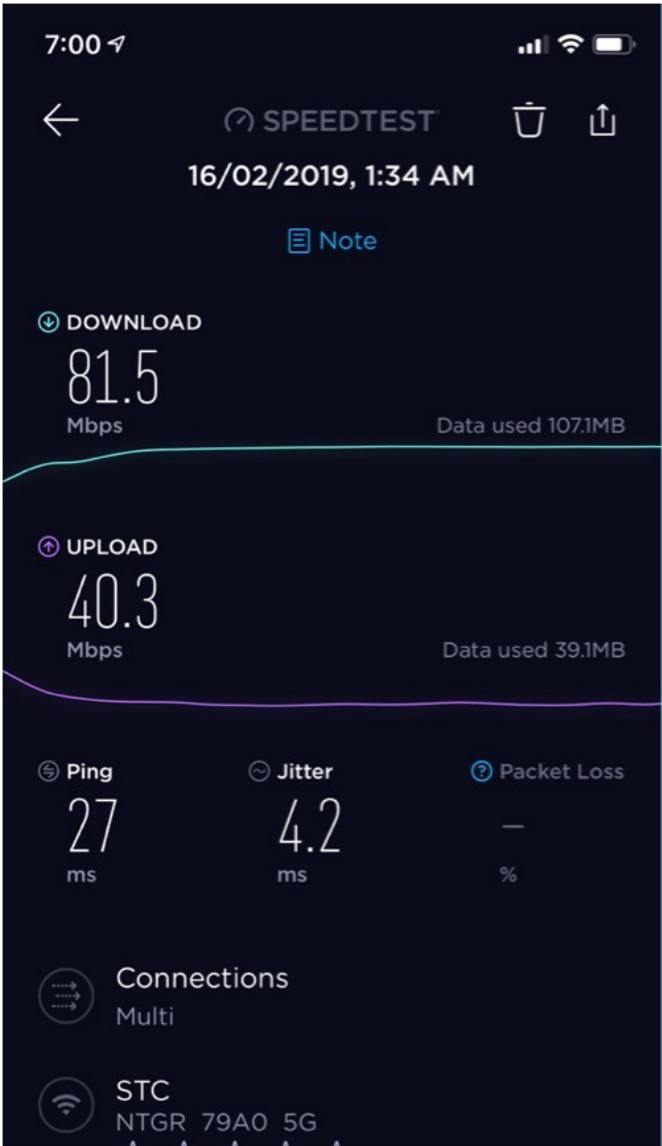 7:00
SPEEDTEST
16/02/2019, 1:34 AM
Note
DOWNLOAD
81.5
Mbps
Data used 107.1MB
UPLOAD
40.3
Mbps
Data used 39.1MB
Ping
Jitter
Packet Loss
27
4.2
–
ms
ms
%
Connections
Multi
STC
NTGR 79A0 5G